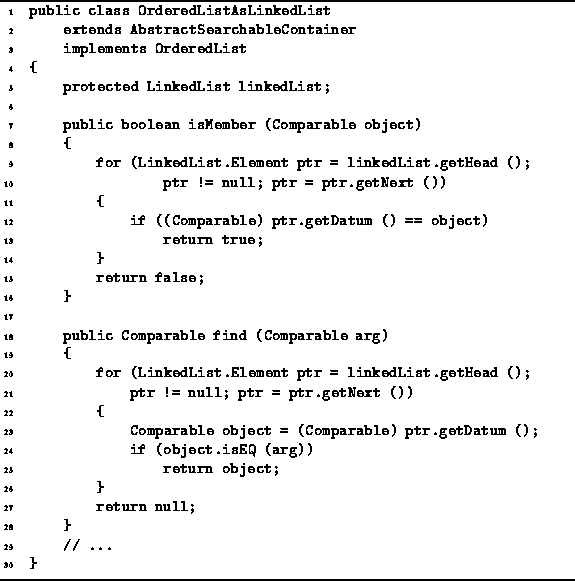 1 public class OrderedListAsLinkedList
2 extends AbstractSearchableContainer
3 implements OrderedList
4 {
5 protected LinkedList linkedList;
6
7 public boolean isMember (Comparable object)
8 {
9 for (LinkedList.Element ptr = linkedList.getHead ();
10 ptr != null; ptr = ptr.getNext ())
11 {
12 if ((Comparable) ptr.getDatum () == object)
13 return true;
14 }
15 return false;
16 }
17
18 public Comparable find (Comparable arg)
19 {
20 for (LinkedList.Element ptr = linkedList.getHead ();
21 ptr != null; ptr = ptr.getNext ())
22 {
23 Comparable object = (Comparable) ptr.getDatum ();
24 if (object.isEQ (arg))
25 return object;
26 }
27 return null;
28 }
29 // ...
30 }